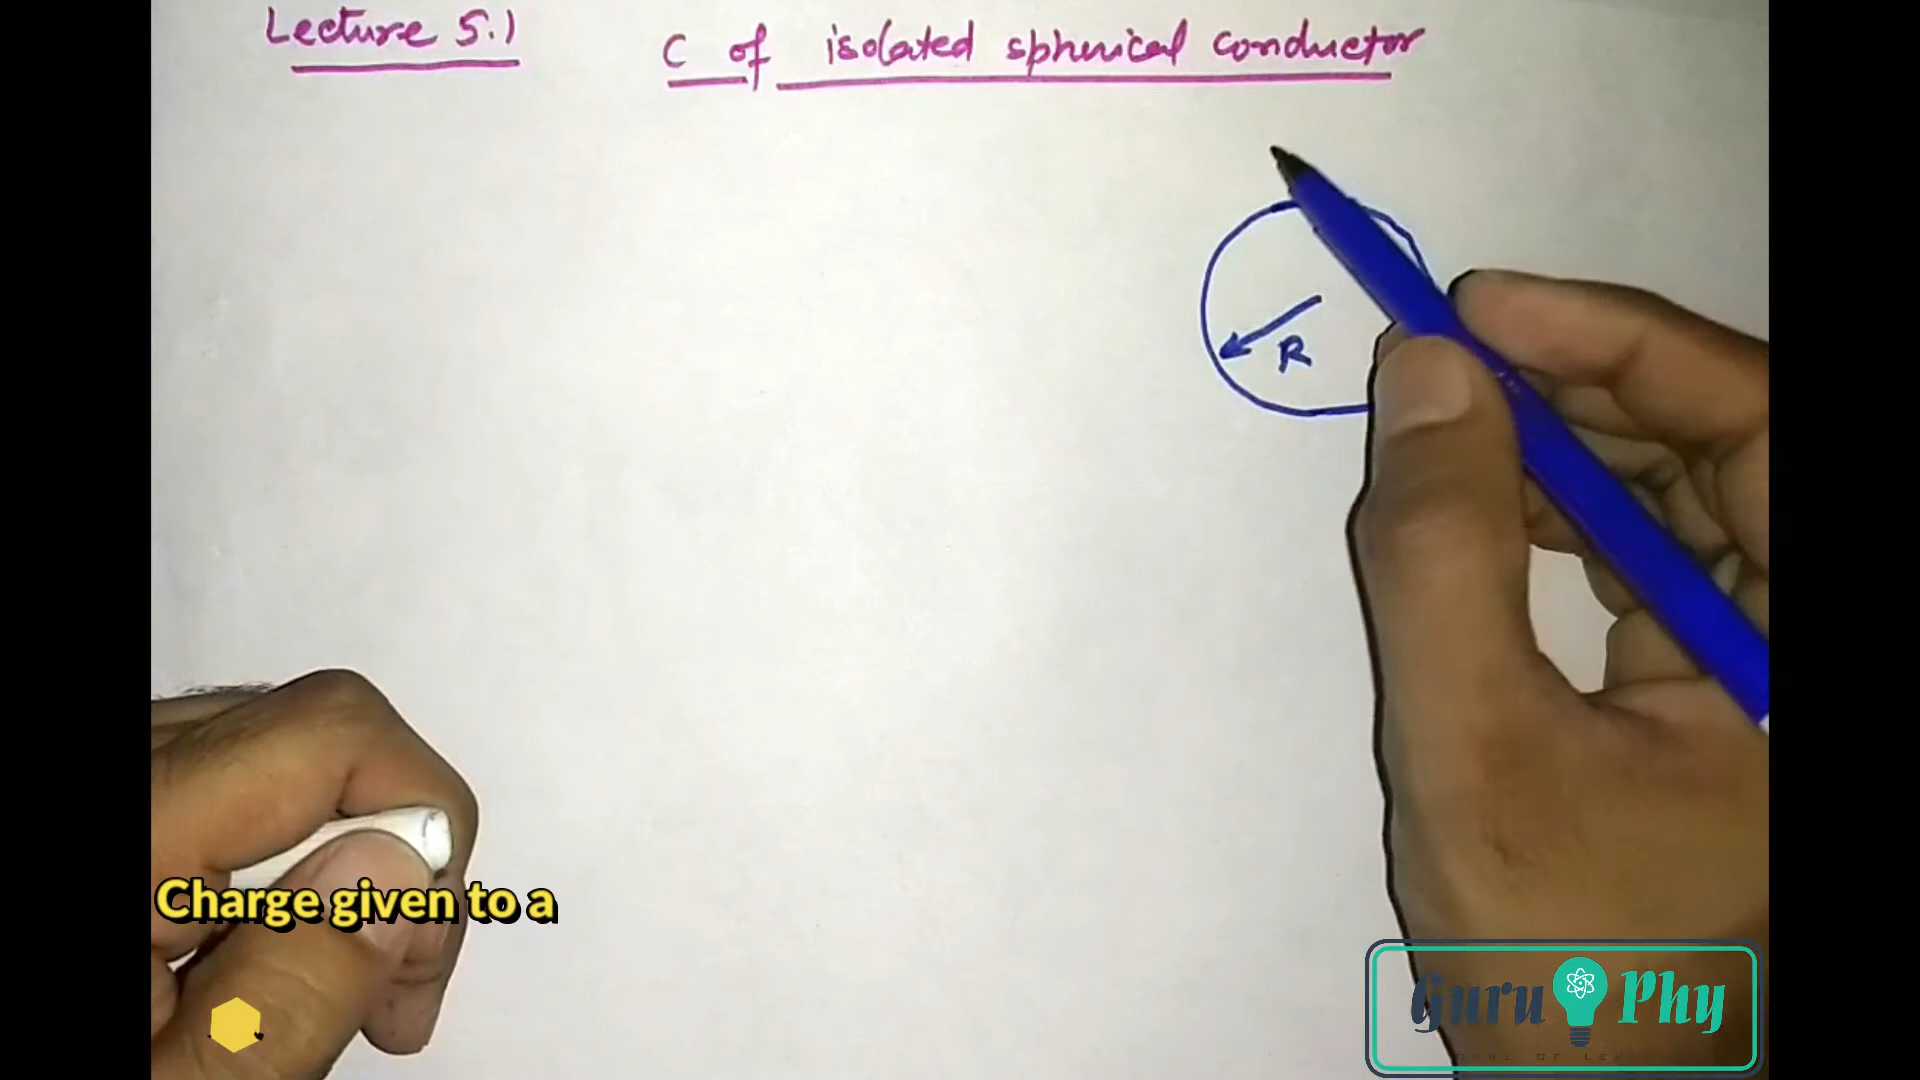 Lecture 5.1
C of isolated spherical conductor
R
Charge given to a
Guru Phy